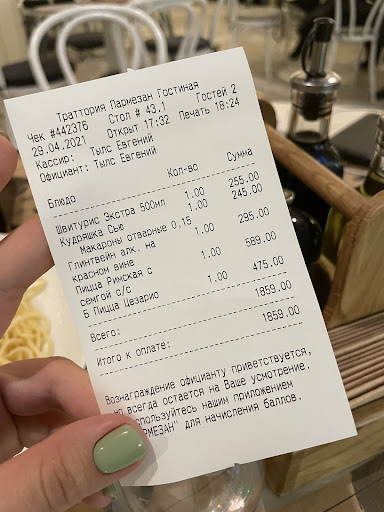 Траттория Пармезан Гостиная
Чек #442376 Стол # 43.1 Гостей 2
29.04.2021 Открыт 17:32 Печать 18:24
Кассир: Тылс Евгений
Официант: Тылс Евгений
Блюдо Кол-во Сумма
Швитурис Экстра 500мл 1.00 255.00
Кудряшка Сью 1.00 245.00
Макароны отварные 0,15
Глинтвейн алк. на 1.00 295.00
красном вине
Пицца Римская с 1.00 589.00
семгой с/с
Б Пицца Цезарио 1.00 475.00
Всего: 1859.00
Итого к оплате: 1859.00
Вознаграждение официанту приветствуется,
но всегда остается на Ваше усмотрение.
используйтесь нашим приложением
РМЕЗАН" для начисления баллов.